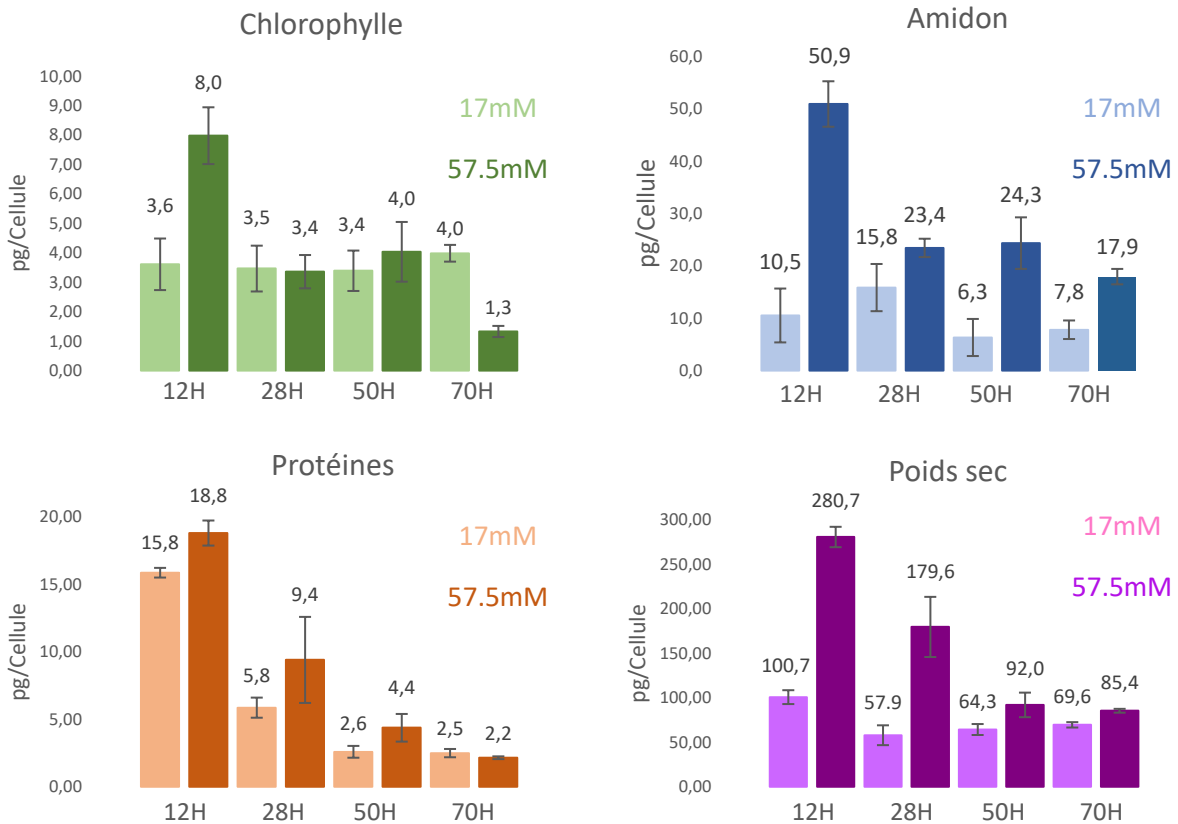 Chlorophylle
10,00
9,00
8,00
7,00
6,00
5,00
4,00
3,00
2,00
1,00
0,00
pg/Cellule
3,6
8,0
3,5
3,4
3,4
4,0
4,0
1,3
17mM
57.5mM
12H
28H
50H
70H
Amidon
60,0
50,0
40,0
30,0
20,0
10,0
0,0
pg/Cellule
10,5
50,9
15,8
23,4
6,3
24,3
7,8
17,9
17mM
57.5mM
12H
28H
50H
70H
Protéines
20,00
15,00
10,00
5,00
0,00
pg/Cellule
15,8
18,8
5,8
9,4
2,6
4,4
2,5
2,2
17mM
57.5mM
12H
28H
50H
70H
Poids sec
300,00
250,00
200,00
150,00
100,00
50,00
0,00
pg/Cellule
100,7
280,7
57.9
179,6
64,3
92,0
69,6
85,4
17mM
57.5mM
12H
28H
50H
70H